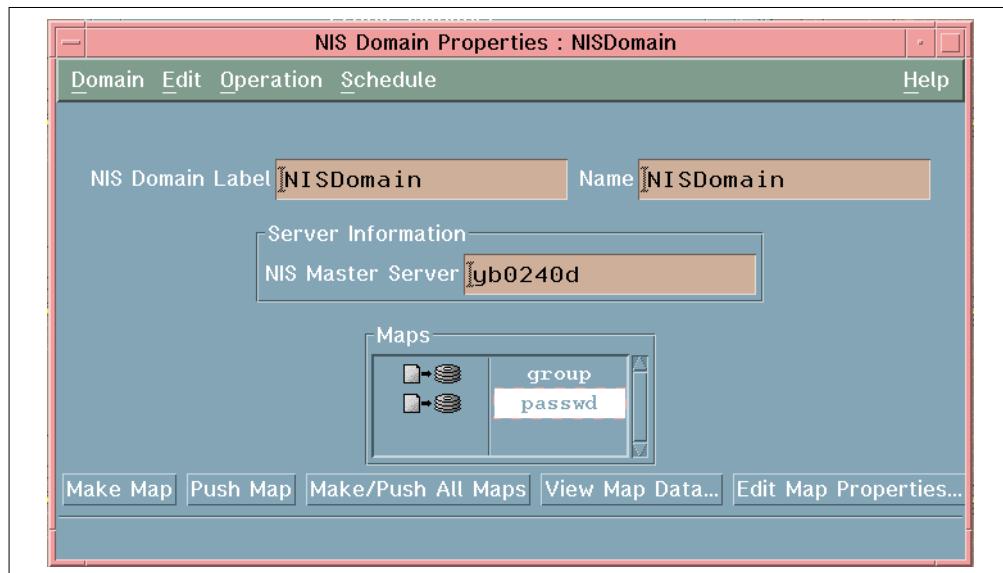 NIS Domain Properties : NISDomain
Domain Edit Operation Schedule Help
NIS Domain Label NISDomain Name NISDomain
Server Information
NIS Master Server yb0240d
Maps
group
passwd
Make Map Push Map Make/Push All Maps View Map Data... Edit Map Properties...